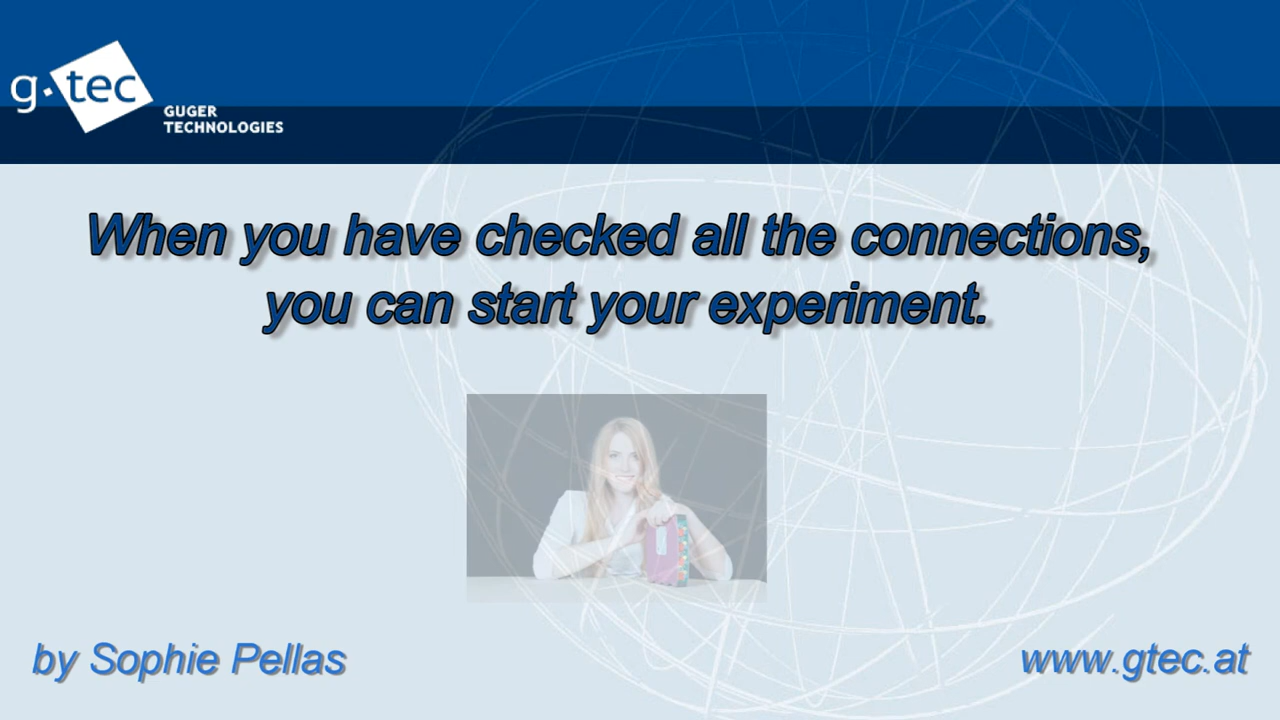 g.tec
GUGER
TECHNOLOGIES
When you have checked all the connections,
you can start your experiment.
by Sophie Pellas
www.gtec.at